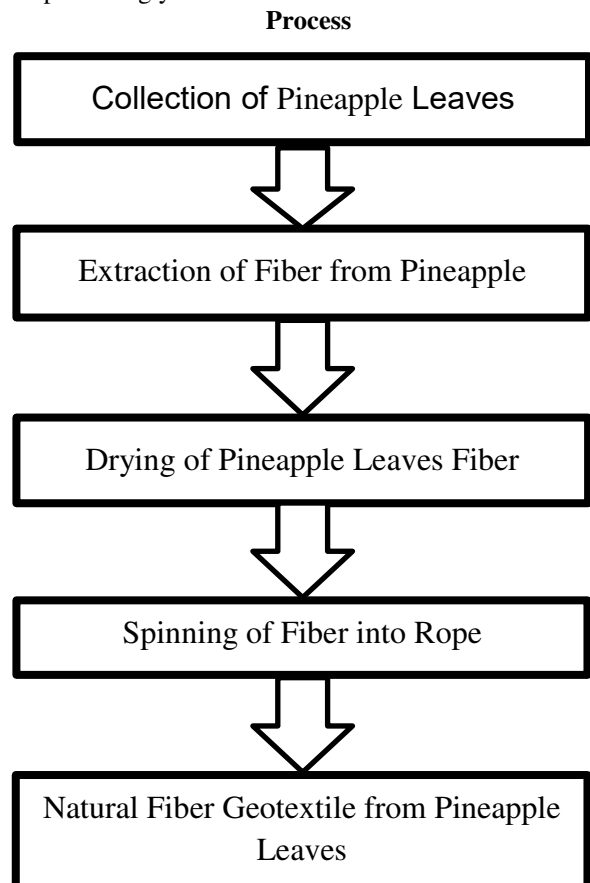 Process
Collection of Pineapple Leaves
Extraction of Fiber from Pineapple
Drying of Pineapple Leaves Fiber
Spinning of Fiber into Rope
Natural Fiber Geotextile from Pineapple
Leaves